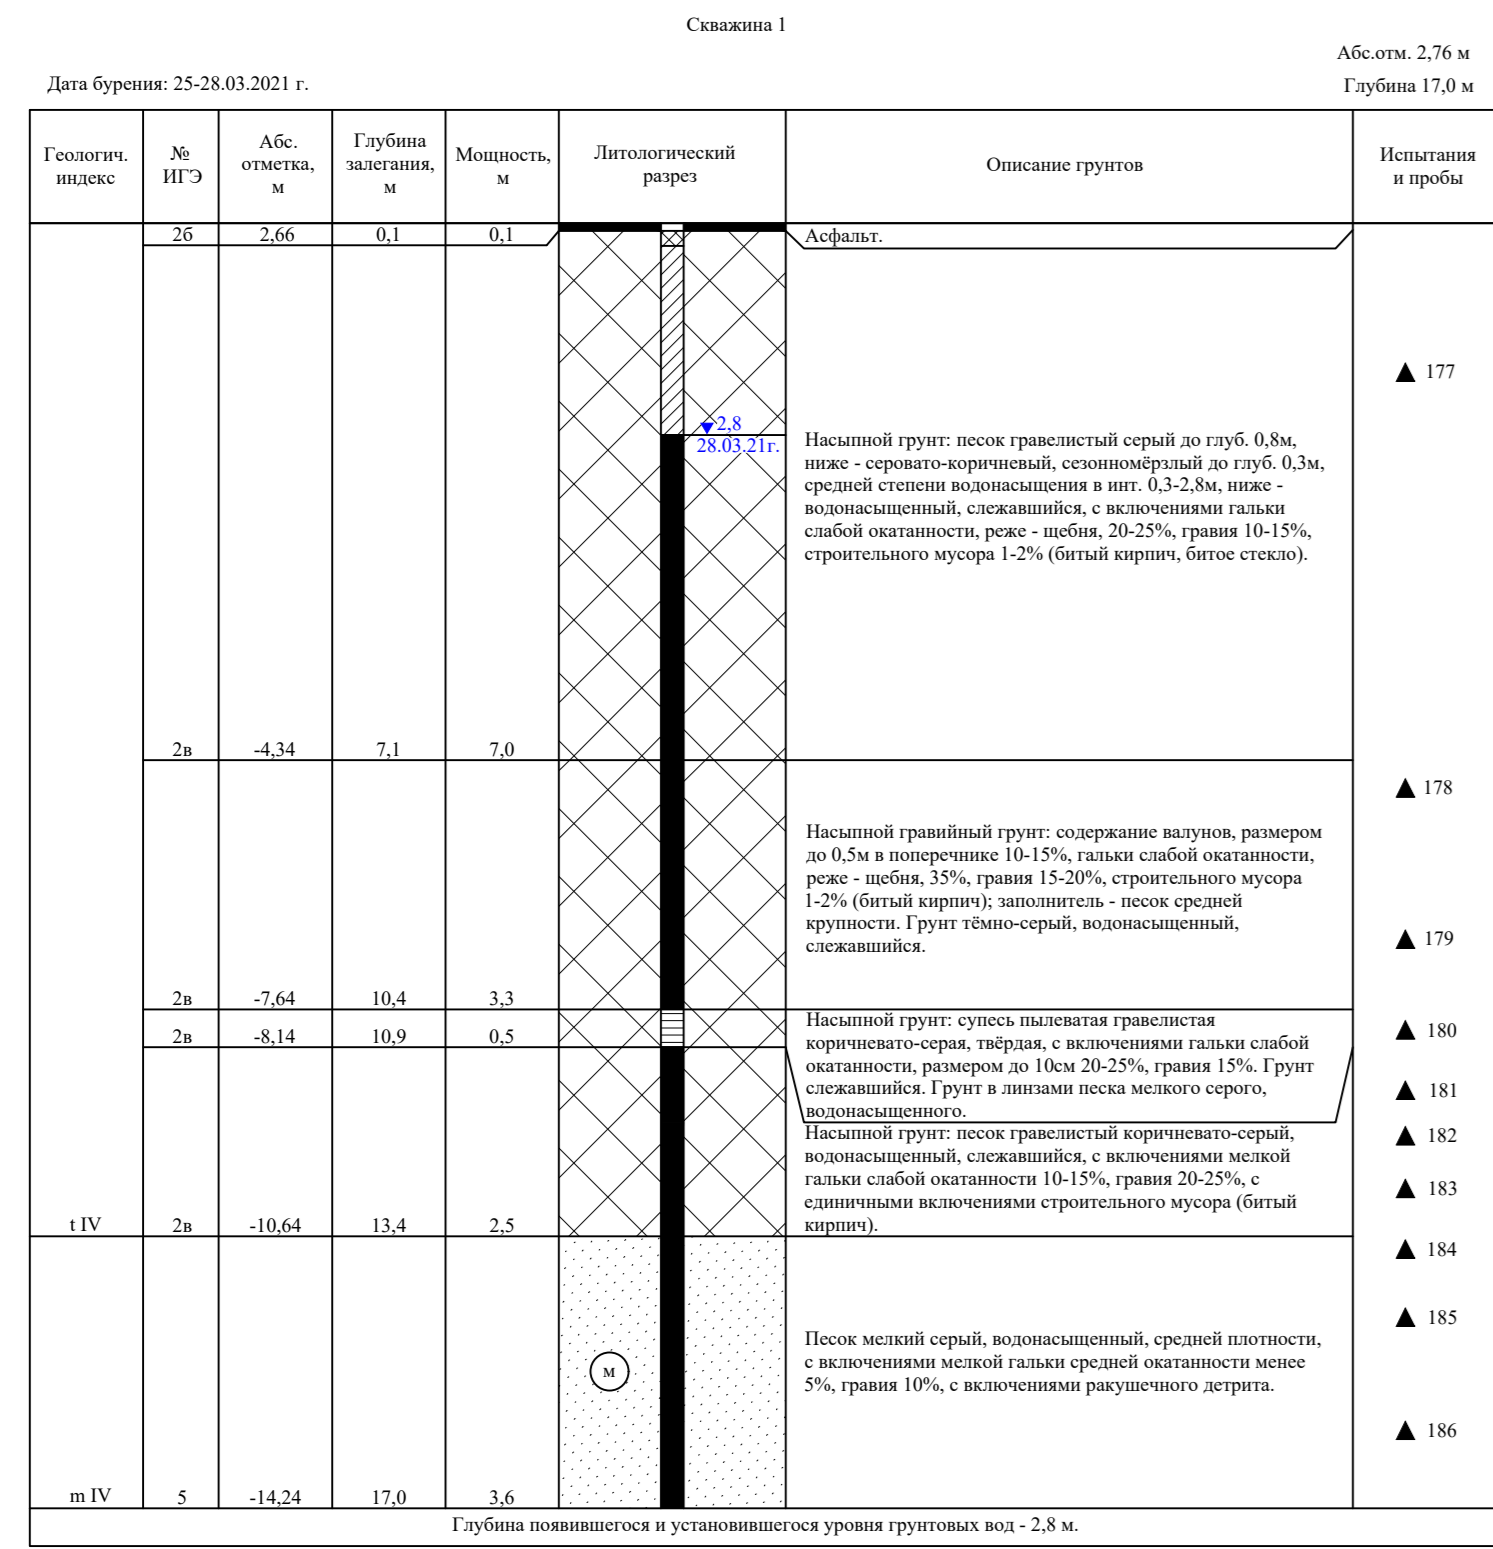 Скважина 1
Абс.отм. 2,76 м
Дата бурения: 25-28.03.2021 г.
Глубина 17,0 м
Геологич. индекс
№ ИГЭ
Абс. отметка, м
Глубина залегания, м
Мощность, м
Литологический разрез
Описание грунтов
Испытания и пробы
2б 2,66 0,1 0,1 Асфальт.
177
2,8
28.03.21г.
Насыпной грунт: песок гравелистый серый до глуб. 0,8м,
ниже - серовато-коричневый, сезонномёрзлый до глуб. 0,3м,
средней степени водонасыщения в инт. 0,3-2,8м, ниже -
водонасыщенный, слежавшийся, с включениями гальки
слабой окатанности, реже - щебня, 20-25%, гравия 10-15%,
строительного мусора 1-2% (битый кирпич, битое стекло).
2в -4,34 7,1 7,0
178
Насыпной гравийный грунт: содержание валунов, размером
до 0,5м в поперечнике 10-15%, гальки слабой окатанности,
реже - щебня, 35%, гравия 15-20%, строительного мусора
1-2% (битый кирпич); заполнитель - песок средней
крупности. Грунт тёмно-серый, водонасыщенный,
слежавшийся.
179
2в -7,64 10,4 3,3
Насыпной грунт: супесь пылеватая гравелистая
коричневато-серая, твёрдая, с включениями гальки слабой
окатанности, размером до 10см 20-25%, гравия 15%. Грунт
слежавшийся. Грунт в линзами песка мелкого серого,
водонасыщенного.
2в -8,14 10,9 0,5
180
181
Насыпной грунт: песок гравелистый коричневато-серый,
водонасыщенный, слежавшийся, с включениями мелкой
гальки слабой окатанности 10-15%, гравия 20-25%, с
единичными включениями строительного мусора (битый
кирпич).
182
183
t IV 2в -10,64 13,4 2,5
184
185
Песок мелкий серый, водонасыщенный, средней плотности,
с включениями мелкой гальки средней окатанности менее
5%, гравия 10%, с включениями ракушечного детрита.
м
186
m IV 5 -14,24 17,0 3,6
Глубина появившегося и установившегося уровня грунтовых вод - 2,8 м.